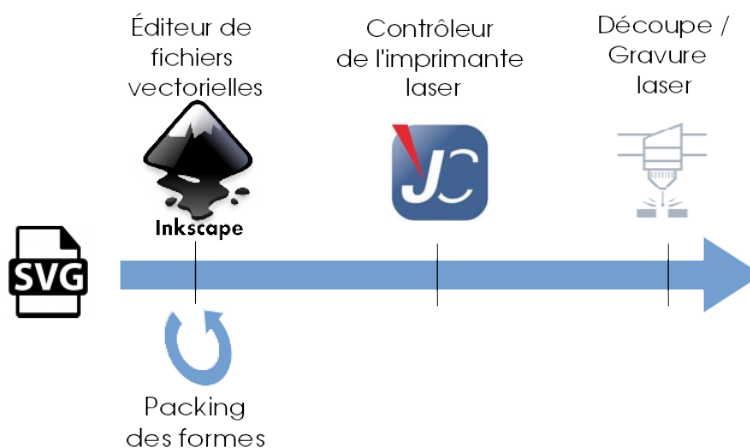 Éditeur de
fichiers
vectorielles
Contrôleur
de l'imprimante
laser
Découpe /
Gravure
laser
JC
Inkscape
SVG
Packing
des formes